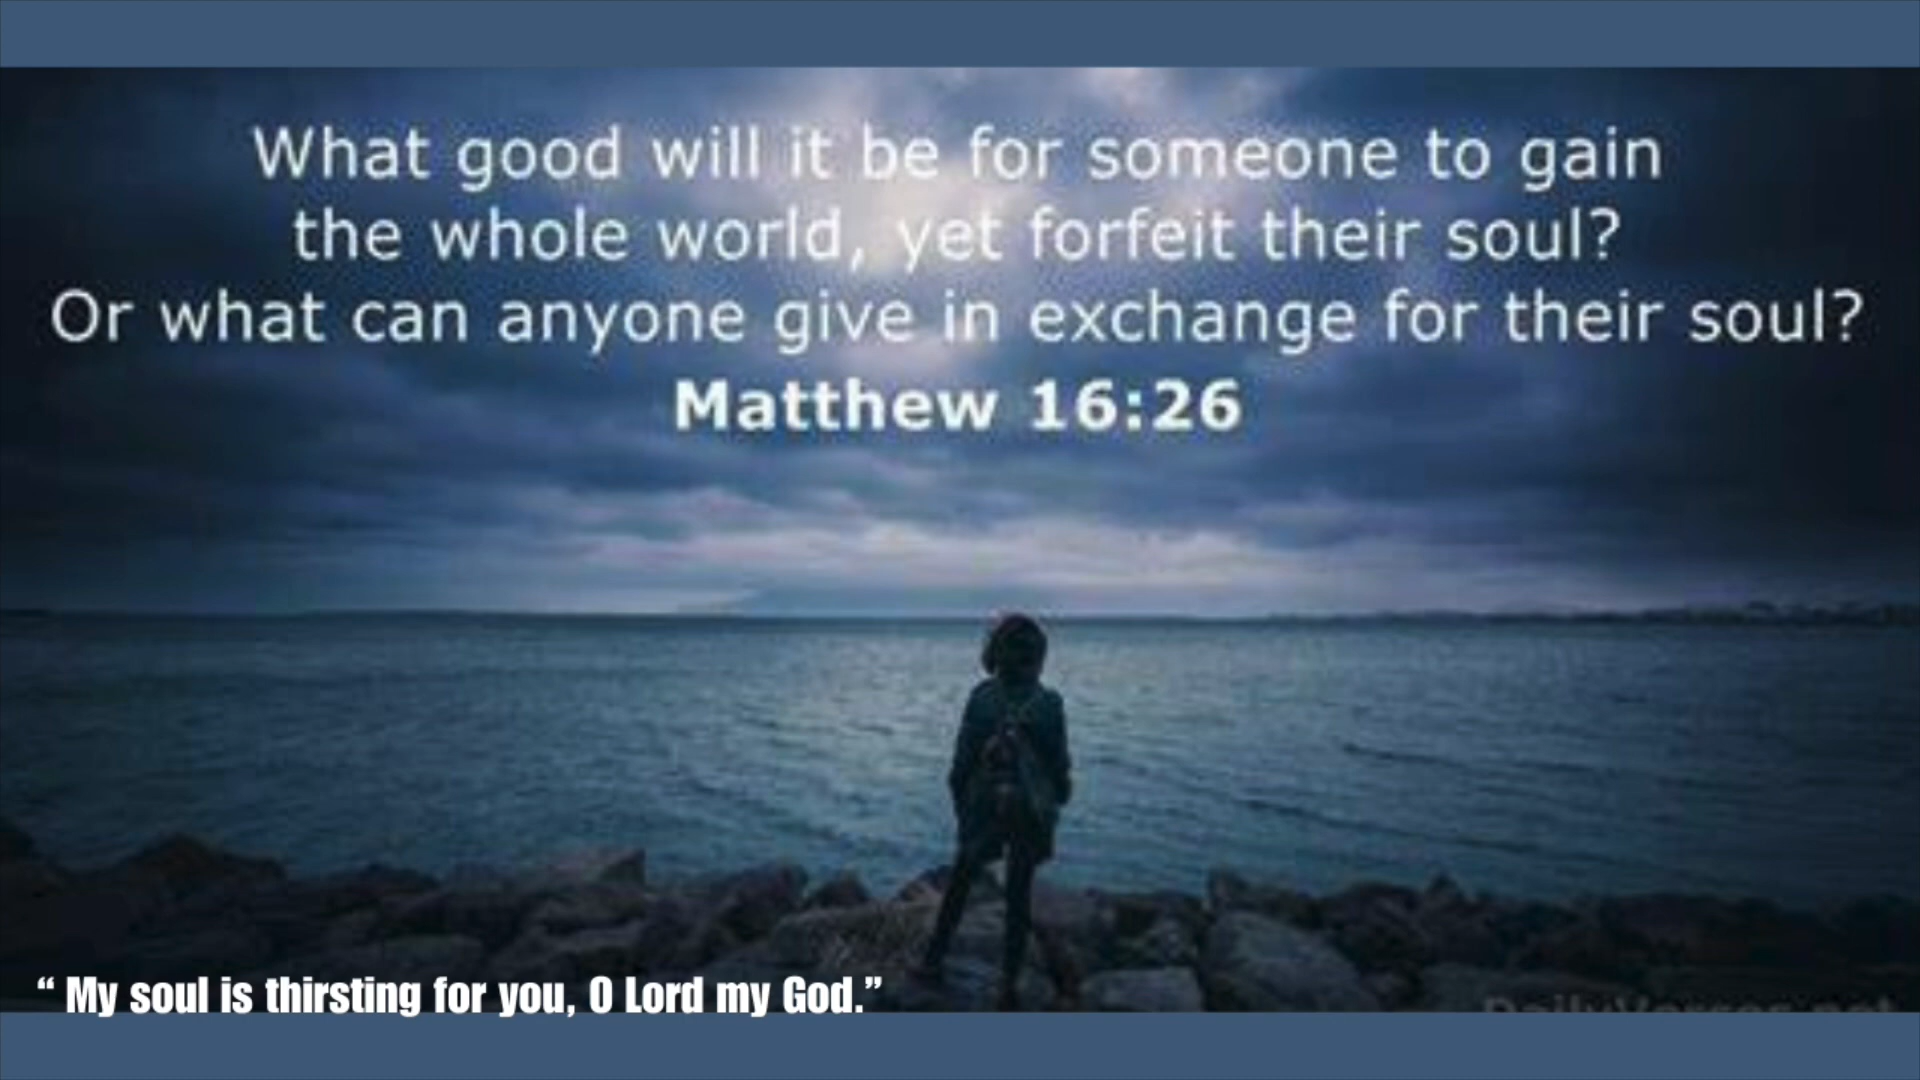 What good will it be for someone to gain
the whole world, yet forfeit their soul?
Or what can anyone give in exchange for their soul?
Matthew 16:26
“ My soul is thirsting for you, O Lord my God.”
DailyVerses.net